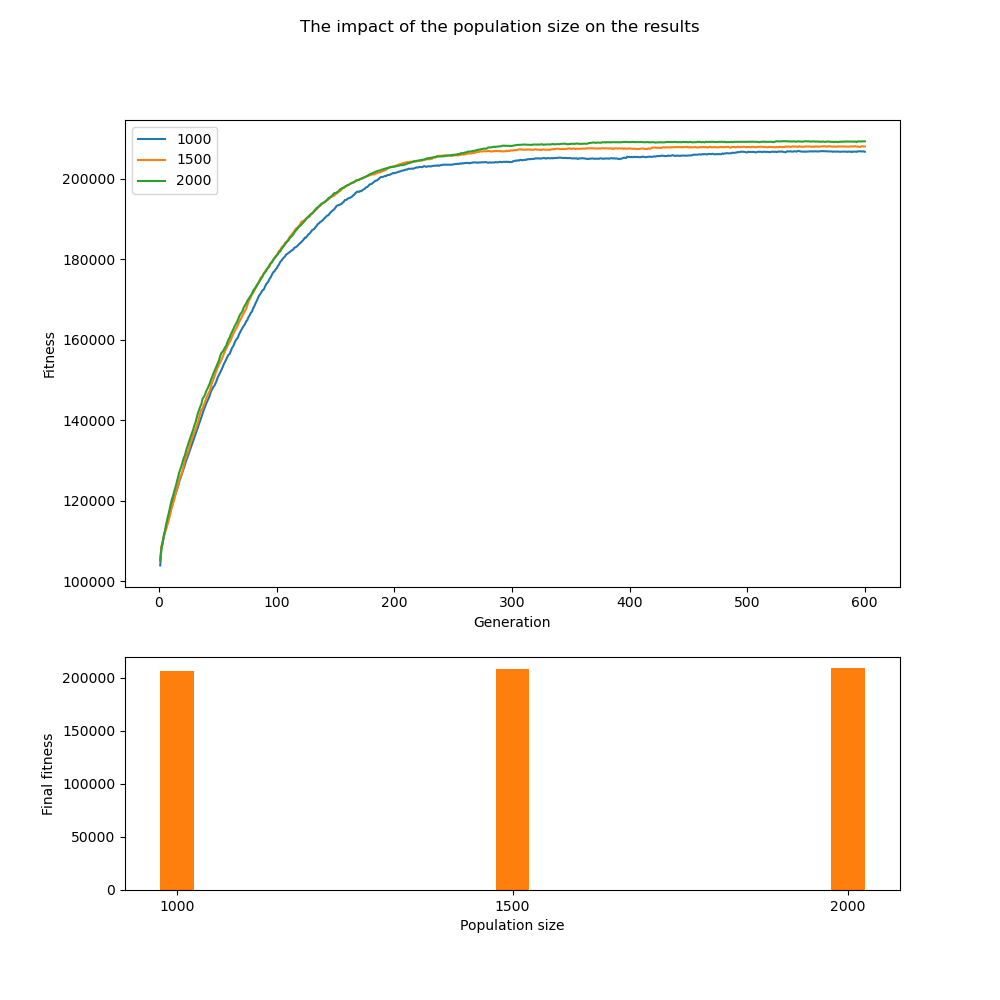 The impact of the population size on the results
1000
1500
2000
200000
180000
160000
140000
120000
100000
Fitness
0 100 200 300 400 500 600
Generation
200000
150000
100000
50000
0
Final fitness
1000 1500 2000
Population size